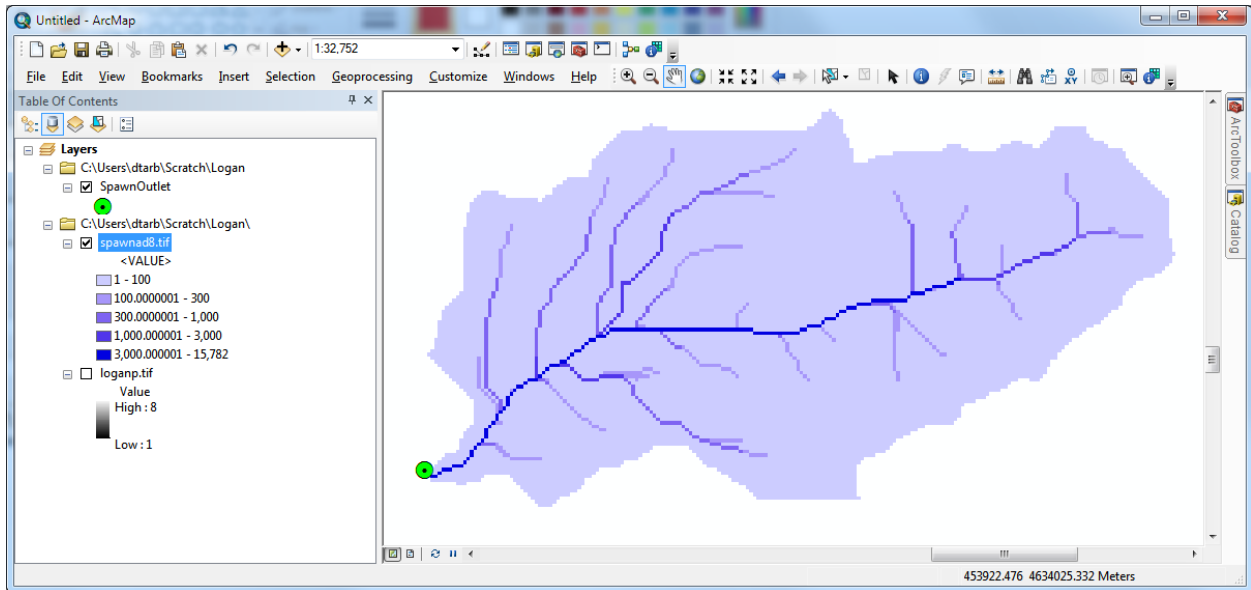 Untitled - ArcMap
1:32,752
File Edit View Bookmarks Insert Selection Geoprocessing Customize Windows Help
Table Of Contents
Layers
C:\Users\dtarb\Scratch\Logan
SpawnOutlet
C:\Users\dtarb\Scratch\Logan\
spawnad8.tif
<VALUE>
1 - 100
100.0000001 - 300
300.0000001 - 1,000
1,000.000001 - 3,000
3,000.000001 - 15,782
loganp.tif
Value
High : 8
Low : 1
ArcToolbox
Catalog
453922.476 4634025.332 Meters